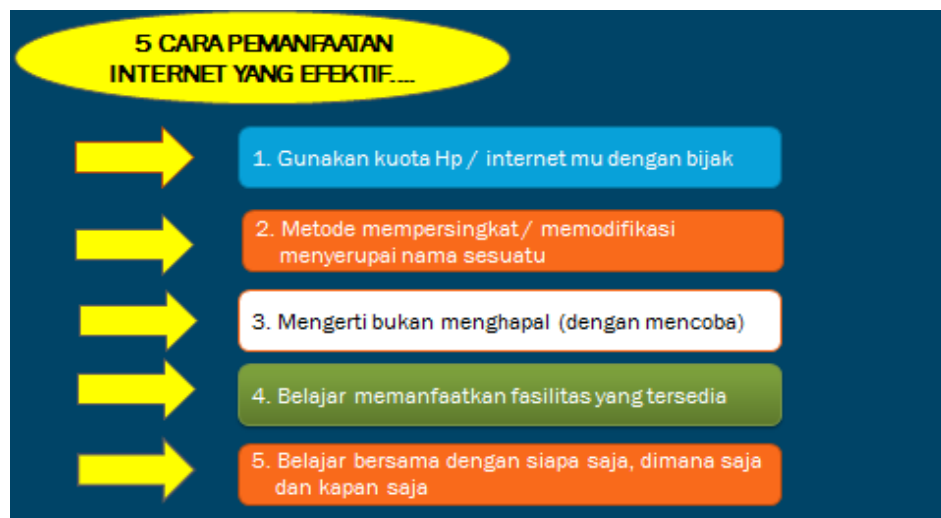 5 CARA PEMANFAATAN
INTERNET YANG EFEKTIF....
1. Gunakan kuota Hp / internet mu dengan bijak
2. Metode mempersingkat / memodifikasi
menyerupai nama sesuatu
3. Mengerti bukan menghapal (dengan mencoba)
4. Belajar memanfaatkan fasilitas yang tersedia
5. Belajar bersama dengan siapa saja, dimana saja
dan kapan saja